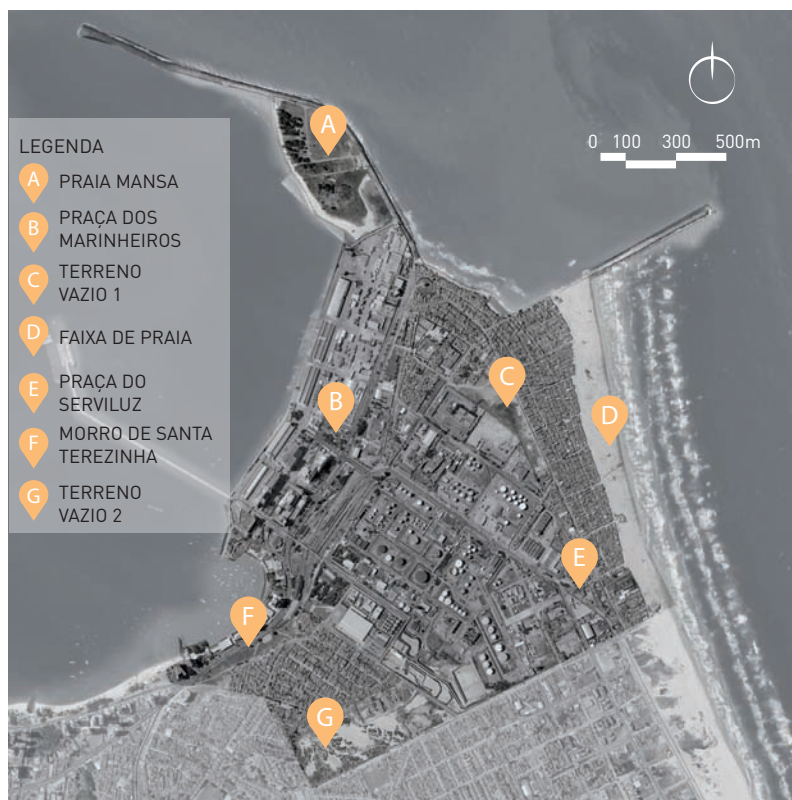 0 100 300 500m
LEGENDA
A PRAIA MANSA
B PRAÇA DOS
MARINHEIROS
C TERRENO
VAZIO 1
D FAIXA DE PRAIA
E PRAÇA DO
SERVILUZ
F MORRO DE SANTA
TEREZINHA
G TERRENO
VAZIO 2
A
C
B
D
E
F
G